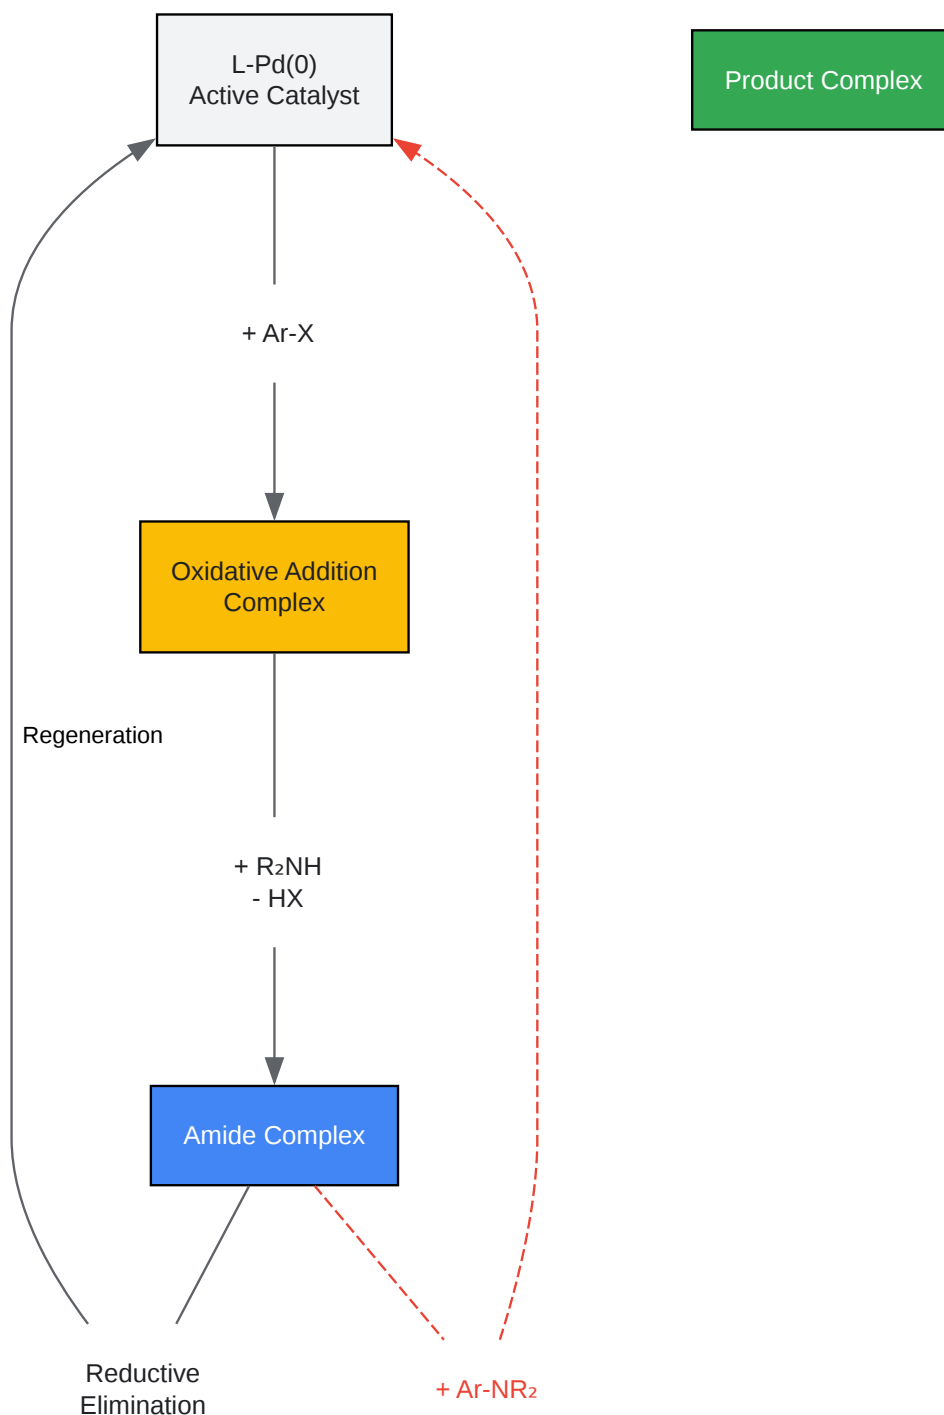 L-Pd(0)
Active Catalyst
Product Complex
+ Ar-X
Oxidative Addition
Complex
Regeneration
+ R₂NH
- HX
Amide Complex
Reductive
Elimination
+ Ar-NR₂